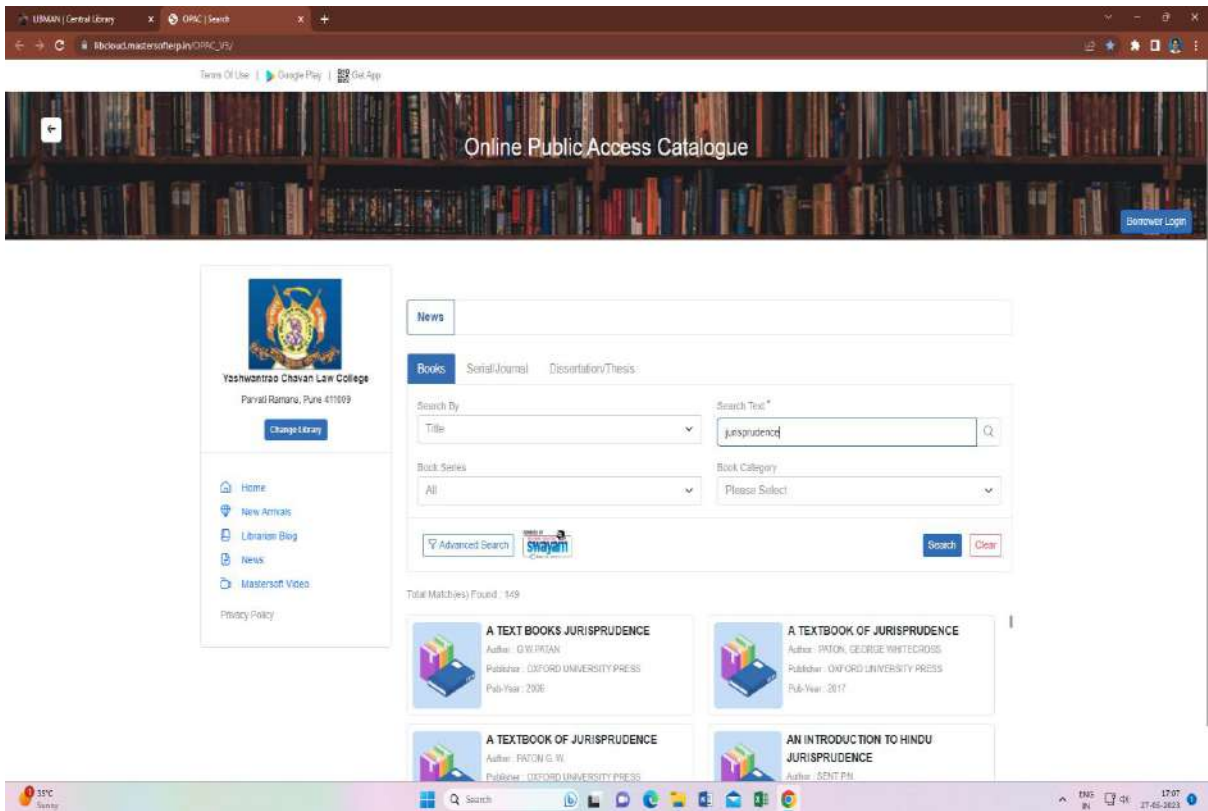 LIBMAN | Central Library
OPAC | Search
libcloud.mastersofterp.in/OPAC_V5/
Terms Of Use | Google Play | Get App
Online Public Access Catalogue
Borrower Login
Yashwantrao Chavan Law College
Parvati Ramana, Pune 411009
Change Library
Home
New Arrivals
Librarian Blog
News
Mastersoft Video
Privacy Policy
News
Books Serial/Journal Dissertation/Thesis
Search By
Title
Search Text *
jurisprudence
Book Series
All
Book Category
Please Select
Advanced Search
swayam
Search
Clear
Total Match(es) Found : 149
A TEXT BOOKS JURISPRUDENCE
Author : G.W.PATAN
Publisher : OXFORD UNIVERSITY PRESS
Pub-Year : 2006
A TEXTBOOK OF JURISPRUDENCE
Author : PATON, GEORGE WHITECROSS
Publisher : OXFORD UNIVERSITY PRESS
Pub-Year : 2017
A TEXTBOOK OF JURISPRUDENCE
Author : PATON G. W.
Publisher : OXFORD UNIVERSITY PRESS
AN INTRODUCTION TO HINDU
JURISPRUDENCE
Author : SENT P.N.
35°C
Sunny
Search
ENG
IN
17:07
27-05-2023